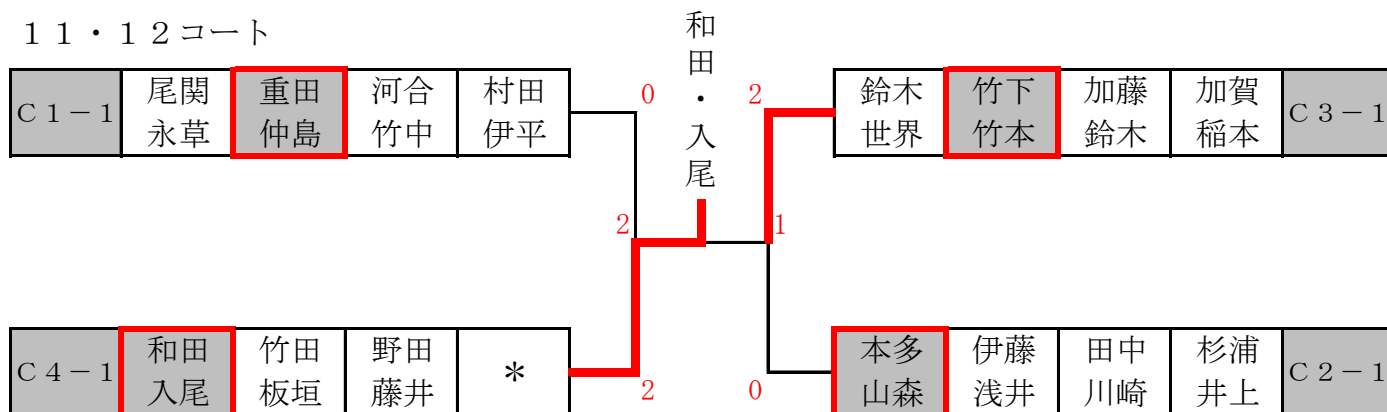 11・12コート
和田・入尾
C1-1
尾関
永草
重田
仲島
河合
竹中
村田
伊平
0
2
鈴木
世界
竹下
竹本
加藤
鈴木
加賀
稲本
C3-1
2
1
C4-1
和田
入尾
竹田
板垣
野田
藤井
*
2
0
本多
山森
伊藤
浅井
田中
川崎
杉浦
井上
C2-1